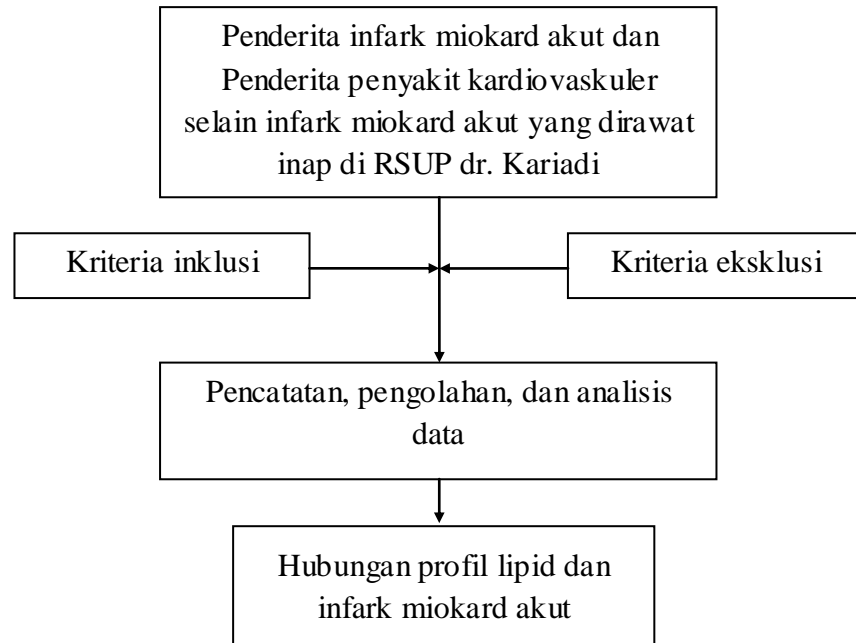 Penderita infark miokard akut dan
Penderita penyakit kardiovaskuler
selain infark miokard akut yang dirawat
inap di RSUP dr. Kariadi
Kriteria inklusi
Kriteria eksklusi
Pencatatan, pengolahan, dan analisis
data
Hubungan profil lipid dan
infark miokard akut